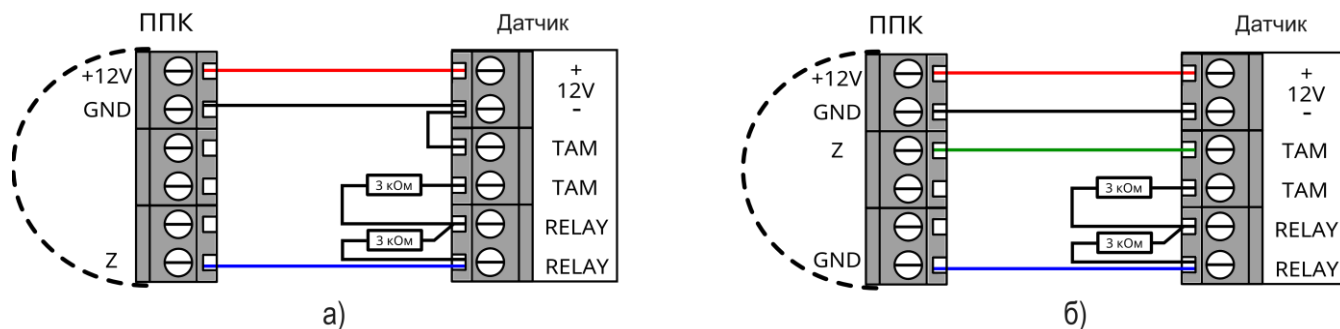 ППК
Датчик
+12V
GND
Z
+
12V
-
TAM
TAM
RELAY
RELAY
3 кОм
3 кОм
а)
ППК
Датчик
+12V
GND
Z
GND
+
12V
-
TAM
TAM
RELAY
RELAY
3 кОм
3 кОм
б)